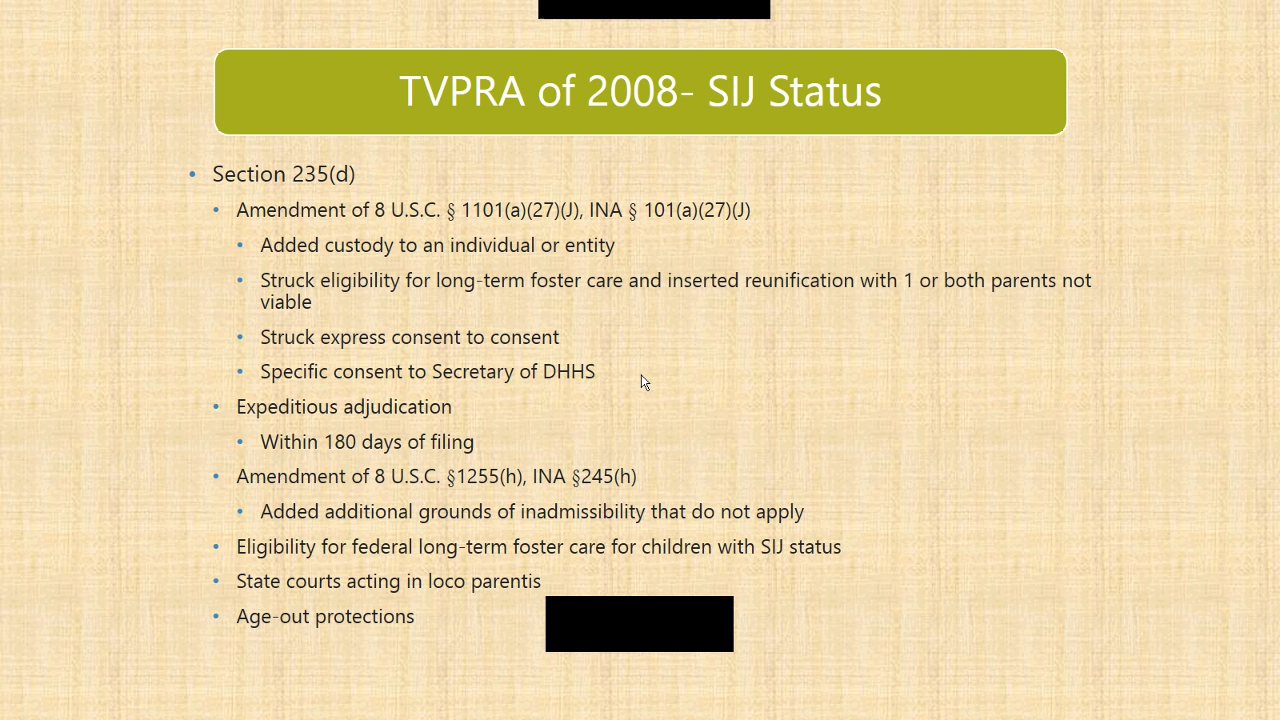 TVPRA of 2008- SIJ Status
• Section 235(d)
• Amendment of 8 U.S.C. § 1101(a)(27)(J), INA § 101(a)(27)(J)
• Added custody to an individual or entity
• Struck eligibility for long-term foster care and inserted reunification with 1 or both parents not
viable
• Struck express consent to consent
• Specific consent to Secretary of DHHS
• Expeditious adjudication
• Within 180 days of filing
• Amendment of 8 U.S.C. §1255(h), INA §245(h)
• Added additional grounds of inadmissibility that do not apply
• Eligibility for federal long-term foster care for children with SIJ status
• State courts acting in loco parentis
• Age-out protections